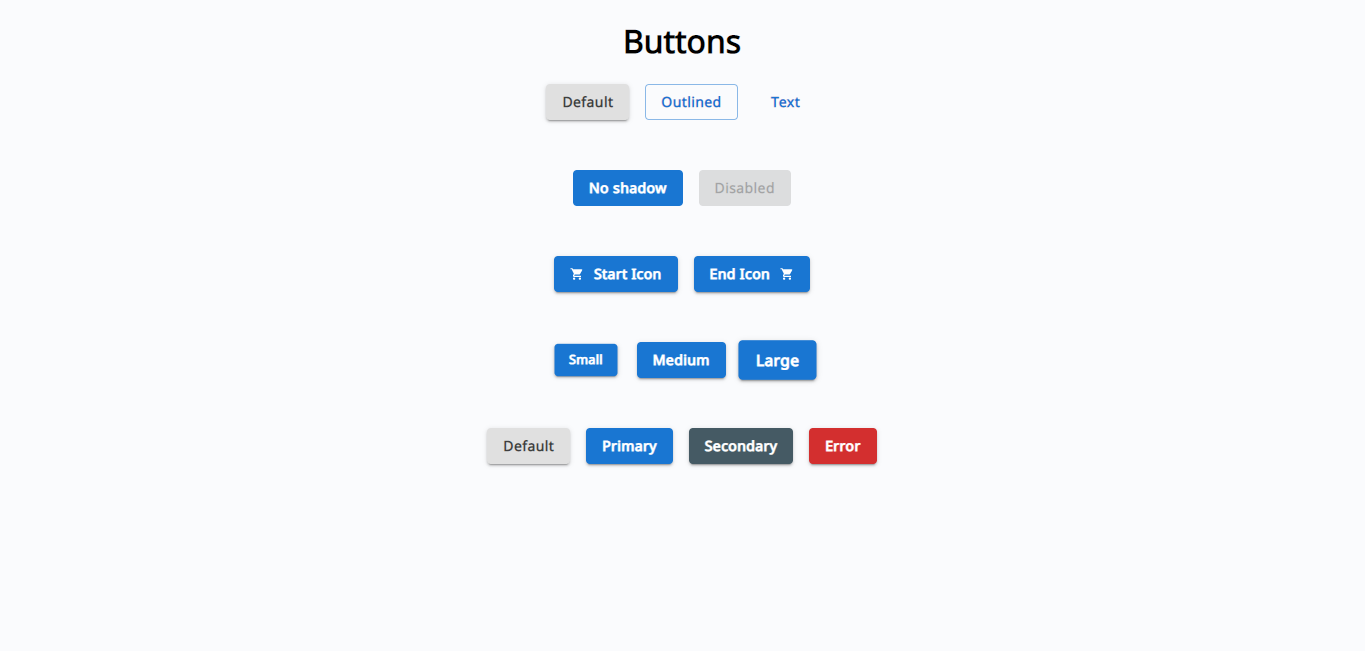 Buttons
Default Outlined Text
No shadow Disabled
Start Icon End Icon
Small Medium Large
Default Primary Secondary Error